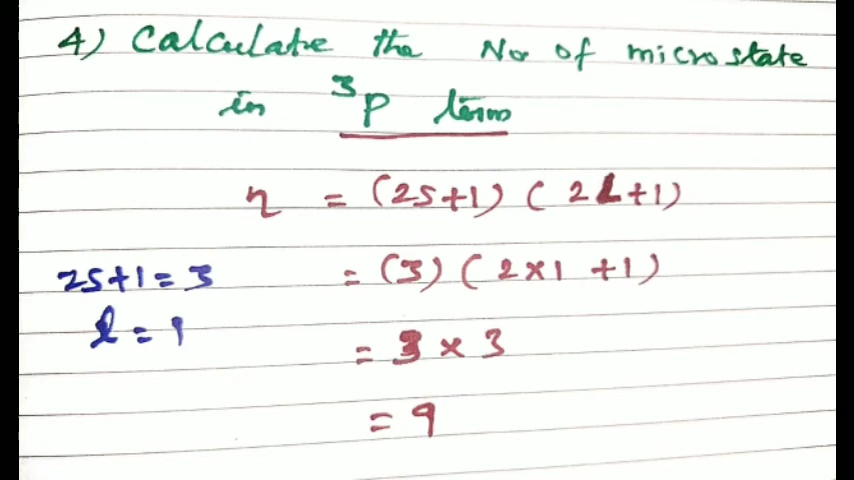 4) Calculate the No of microstate
in ³P term
η = (2S+1) ( 2L+1)
2S+1 = 3 = (3) ( 2×1 +1)
l = 1 = 3 × 3
= 9